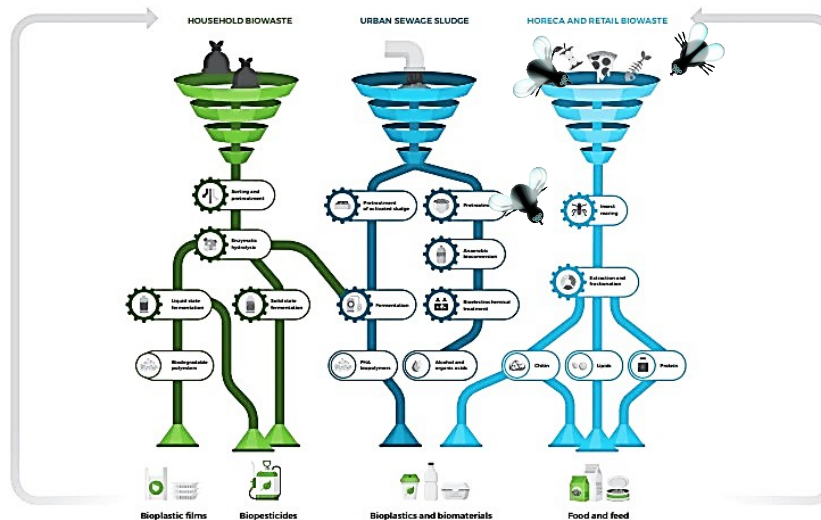 HOUSEHOLD BIOWASTE
URBAN SEWAGE SLUDGE
HORECA AND RETAIL BIOWASTE
Sorting and
pretreatment
Pretreatment
of activated sludge
Insect
rearing
Enzymatic
hydrolysis
Anaerobic
bioconversion
Extraction and
fractionation
Liquid state
fermentation
Solid state
fermentation
Fermentation
Bioelectrochemical
treatment
Biodegradable
polymers
PHA
biopolymers
Alcohol and
organic acids
Chitin
Lipids
Protein
Bioplastic films
Biopesticides
Bioplastics and biomaterials
Food and feed